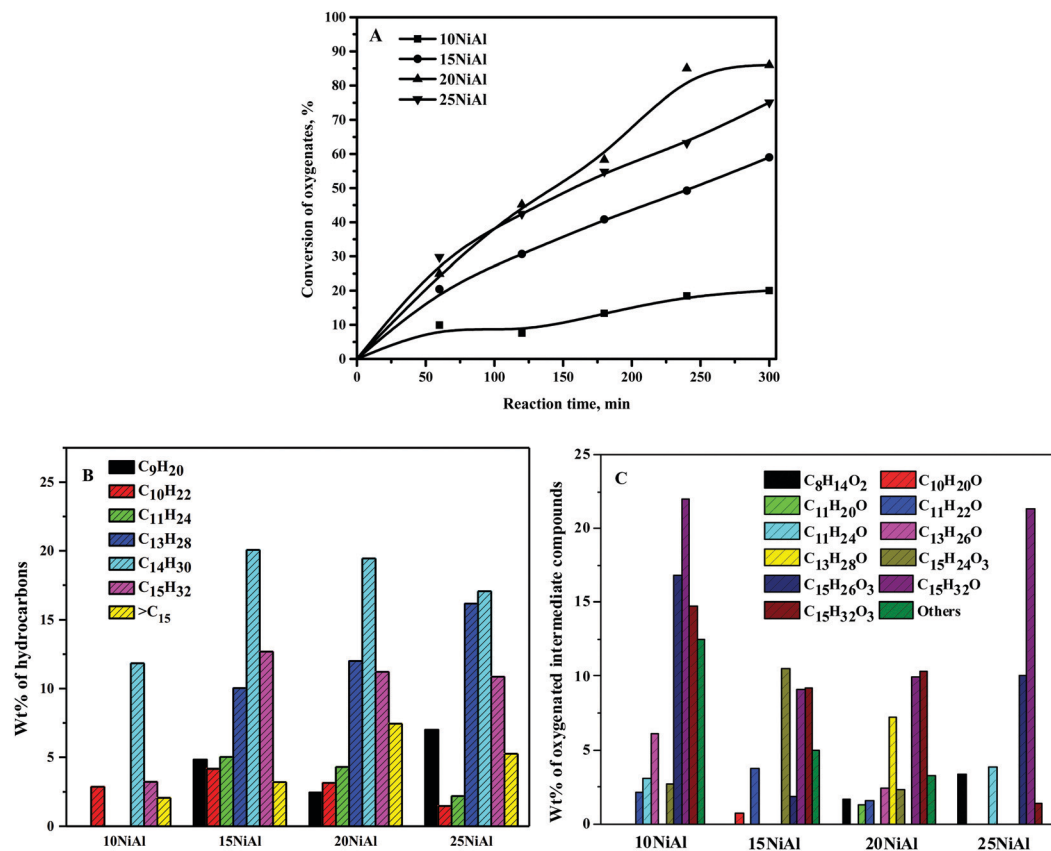 A
10NiAl
15NiAl
20NiAl
25NiAl
100
90
80
70
60
50
40
30
20
10
0
Conversion of oxygenates, %
0 50 100 150 200 250 300
Reaction time, min
B
C₉H₂₀
C₁₀H₂₂
C₁₁H₂₄
C₁₃H₂₈
C₁₄H₃₀
C₁₅H₃₂
>C₁₅
25
20
15
10
5
0
Wt% of hydrocarbons
10NiAl 15NiAl 20NiAl 25NiAl
C
C₈H₁₄O₂ C₁₀H₂₀O
C₁₁H₂₀O C₁₁H₂₂O
C₁₁H₂₄O C₁₃H₂₆O
C₁₃H₂₈O C₁₅H₂₄O₃
C₁₅H₂₆O₃ C₁₅H₃₂O
C₁₅H₃₂O₃ Others
25
20
15
10
5
0
Wt% of oxygenated intermediate compounds
10NiAl 15NiAl 20NiAl 25NiAl